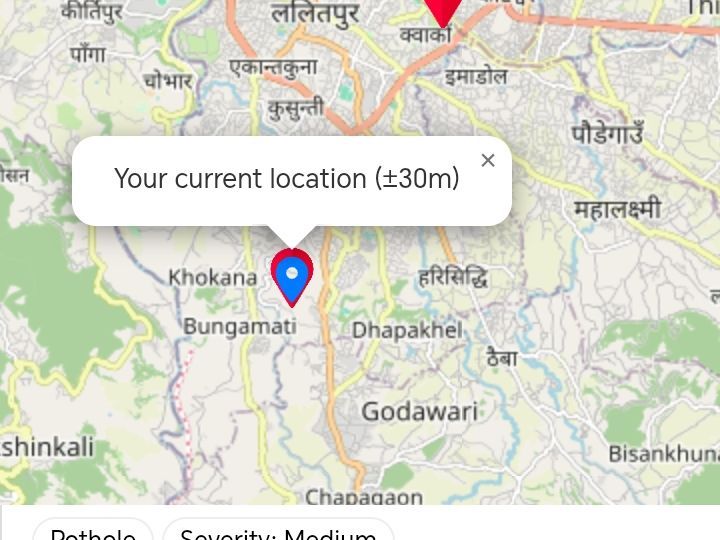 कीर्तिपुर
ललितपुर
क्वार्को
पाँगा
चोभार
एकान्तकुना
इमाडोल
कुसुन्ती
पौडेगाउँ
Your current location (±30m)
×
महालक्ष्मी
Khokana
हरिसिद्धि
Bungamati
Dhapakhel
ठैबा
Godawari
shinkali
Bisankhuna
Chapagaon
Pothole
Severity: Medium